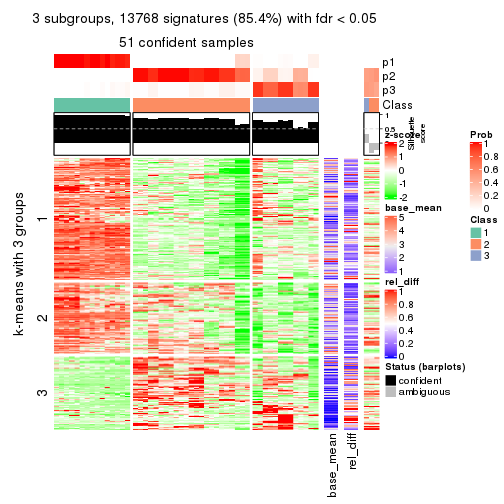 3 subgroups, 13768 signatures (85.4%) with fdr < 0.05
51 confident samples
p1
p2
p3
Class
1
0.5
0
Silhouette
score
k-means with 3 groups
1
2
3
base_mean
rel_diff
z-score
2
1
0
-1
-2
base_mean
5
4
3
2
1
rel_diff
1
0.8
0.6
0.4
0.2
0
Status (barplots)
confident
ambiguous
Prob
1
0.8
0.6
0.4
0.2
0
Class
1
2
3